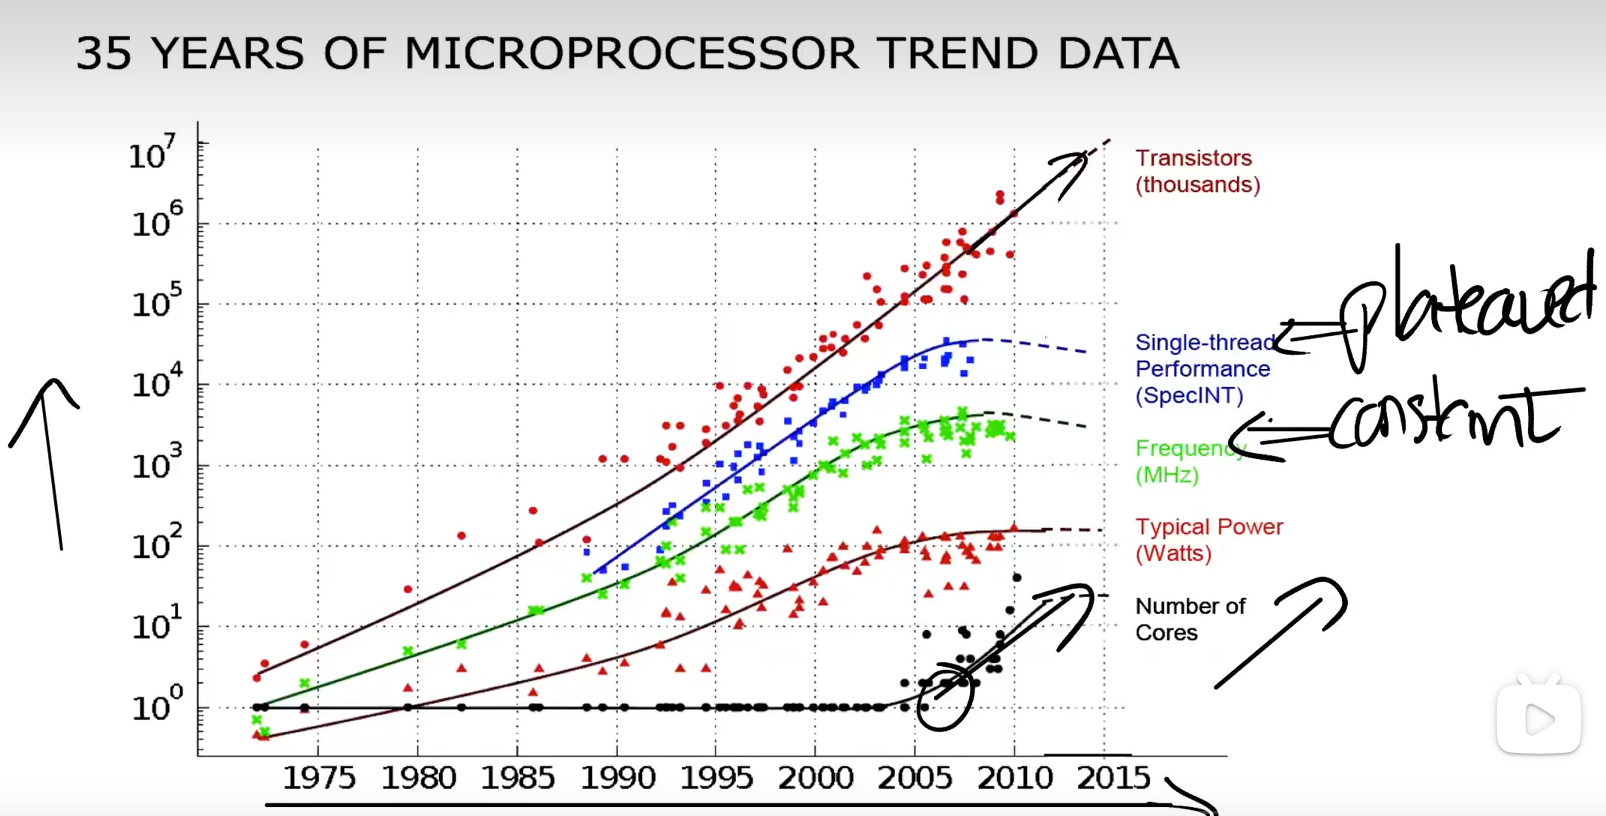 35 YEARS OF MICROPROCESSOR TREND DATA
10^7
10^6
10^5
10^4
10^3
10^2
10^1
10^0
Transistors
(thousands)
Single-thread
Performance
(SpecINT)
plateaued
Frequency
(MHz)
constant
Typical Power
(Watts)
Number of
Cores
1975 1980 1985 1990 1995 2000 2005 2010 2015